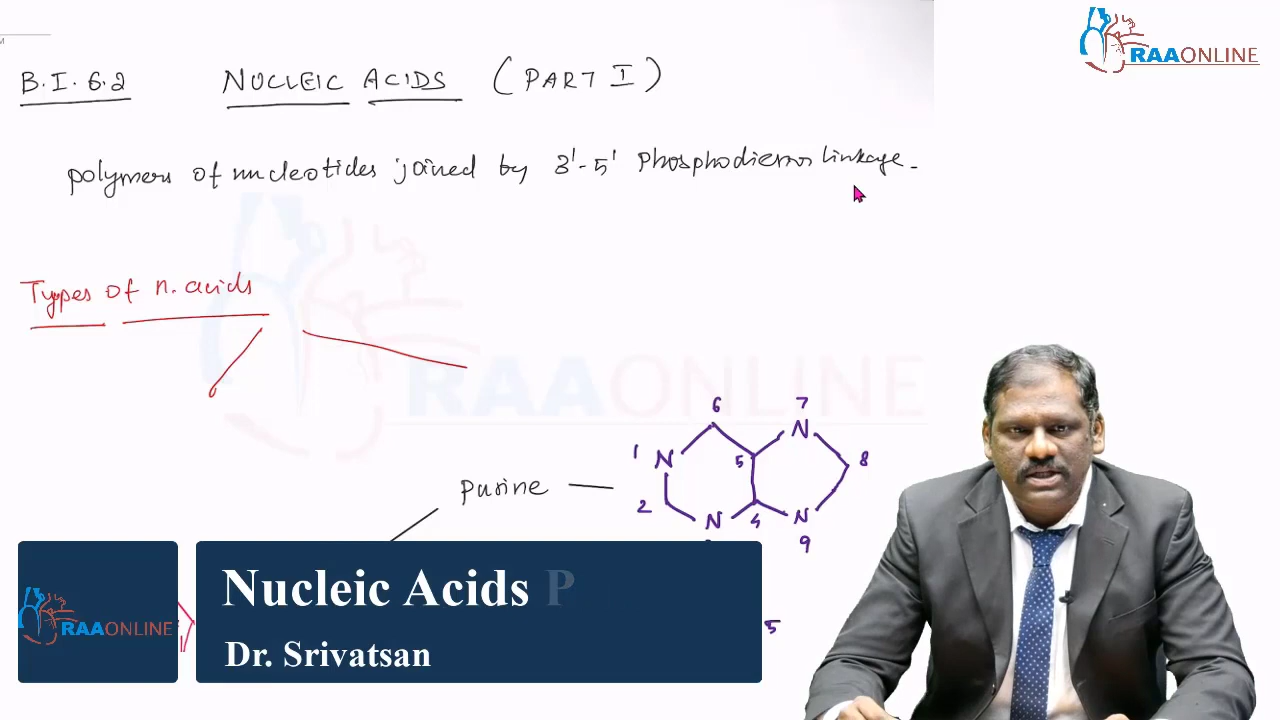 RAAONLINE
B.I.6.2 NUCLEIC ACIDS (PART I)
polymers of nucleotides joined by 3'-5' phosphodiester linkage.
Types of n. acids
RAAONLINE
6 7
1 N N
5 8
Purine
2
N 4 N
9
Nucleic Acids P
RAAONLINE
5
Dr. Srivatsan